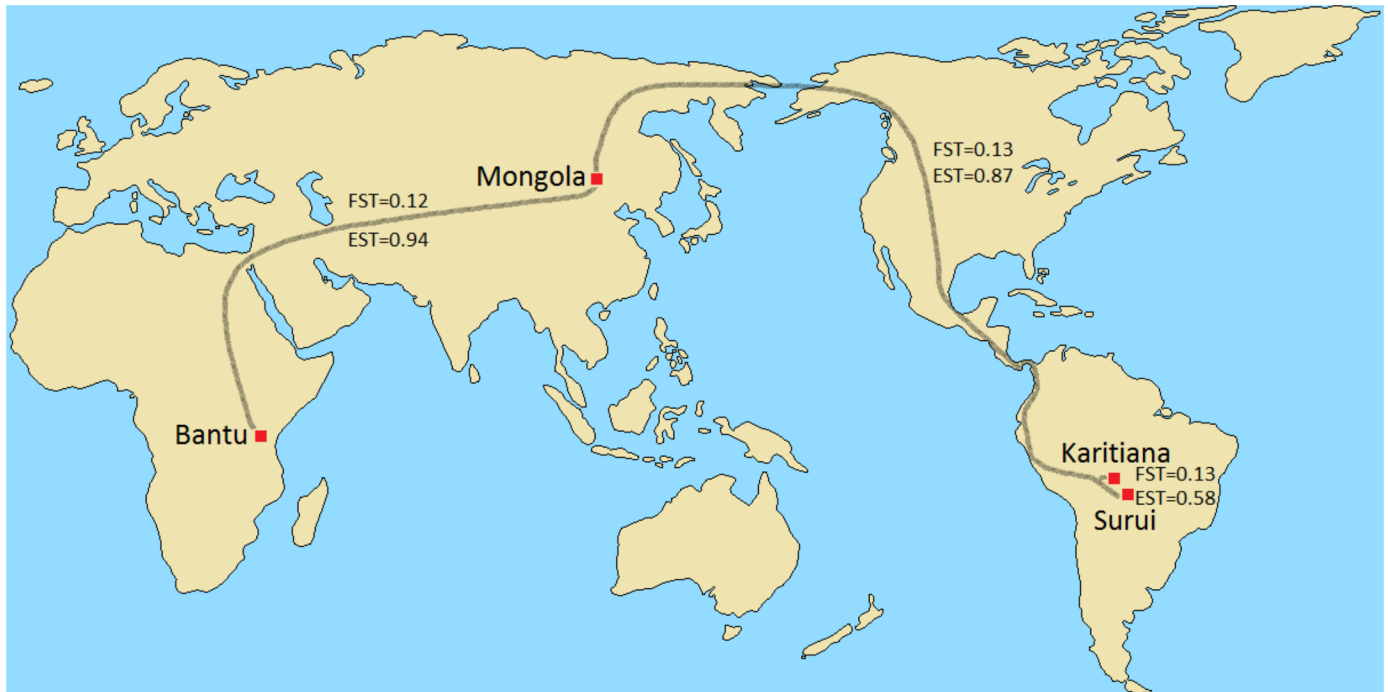 Mongola
FST=0.12
EST=0.94
FST=0.13
EST=0.87
Bantu
Karitiana
FST=0.13
EST=0.58
Surui